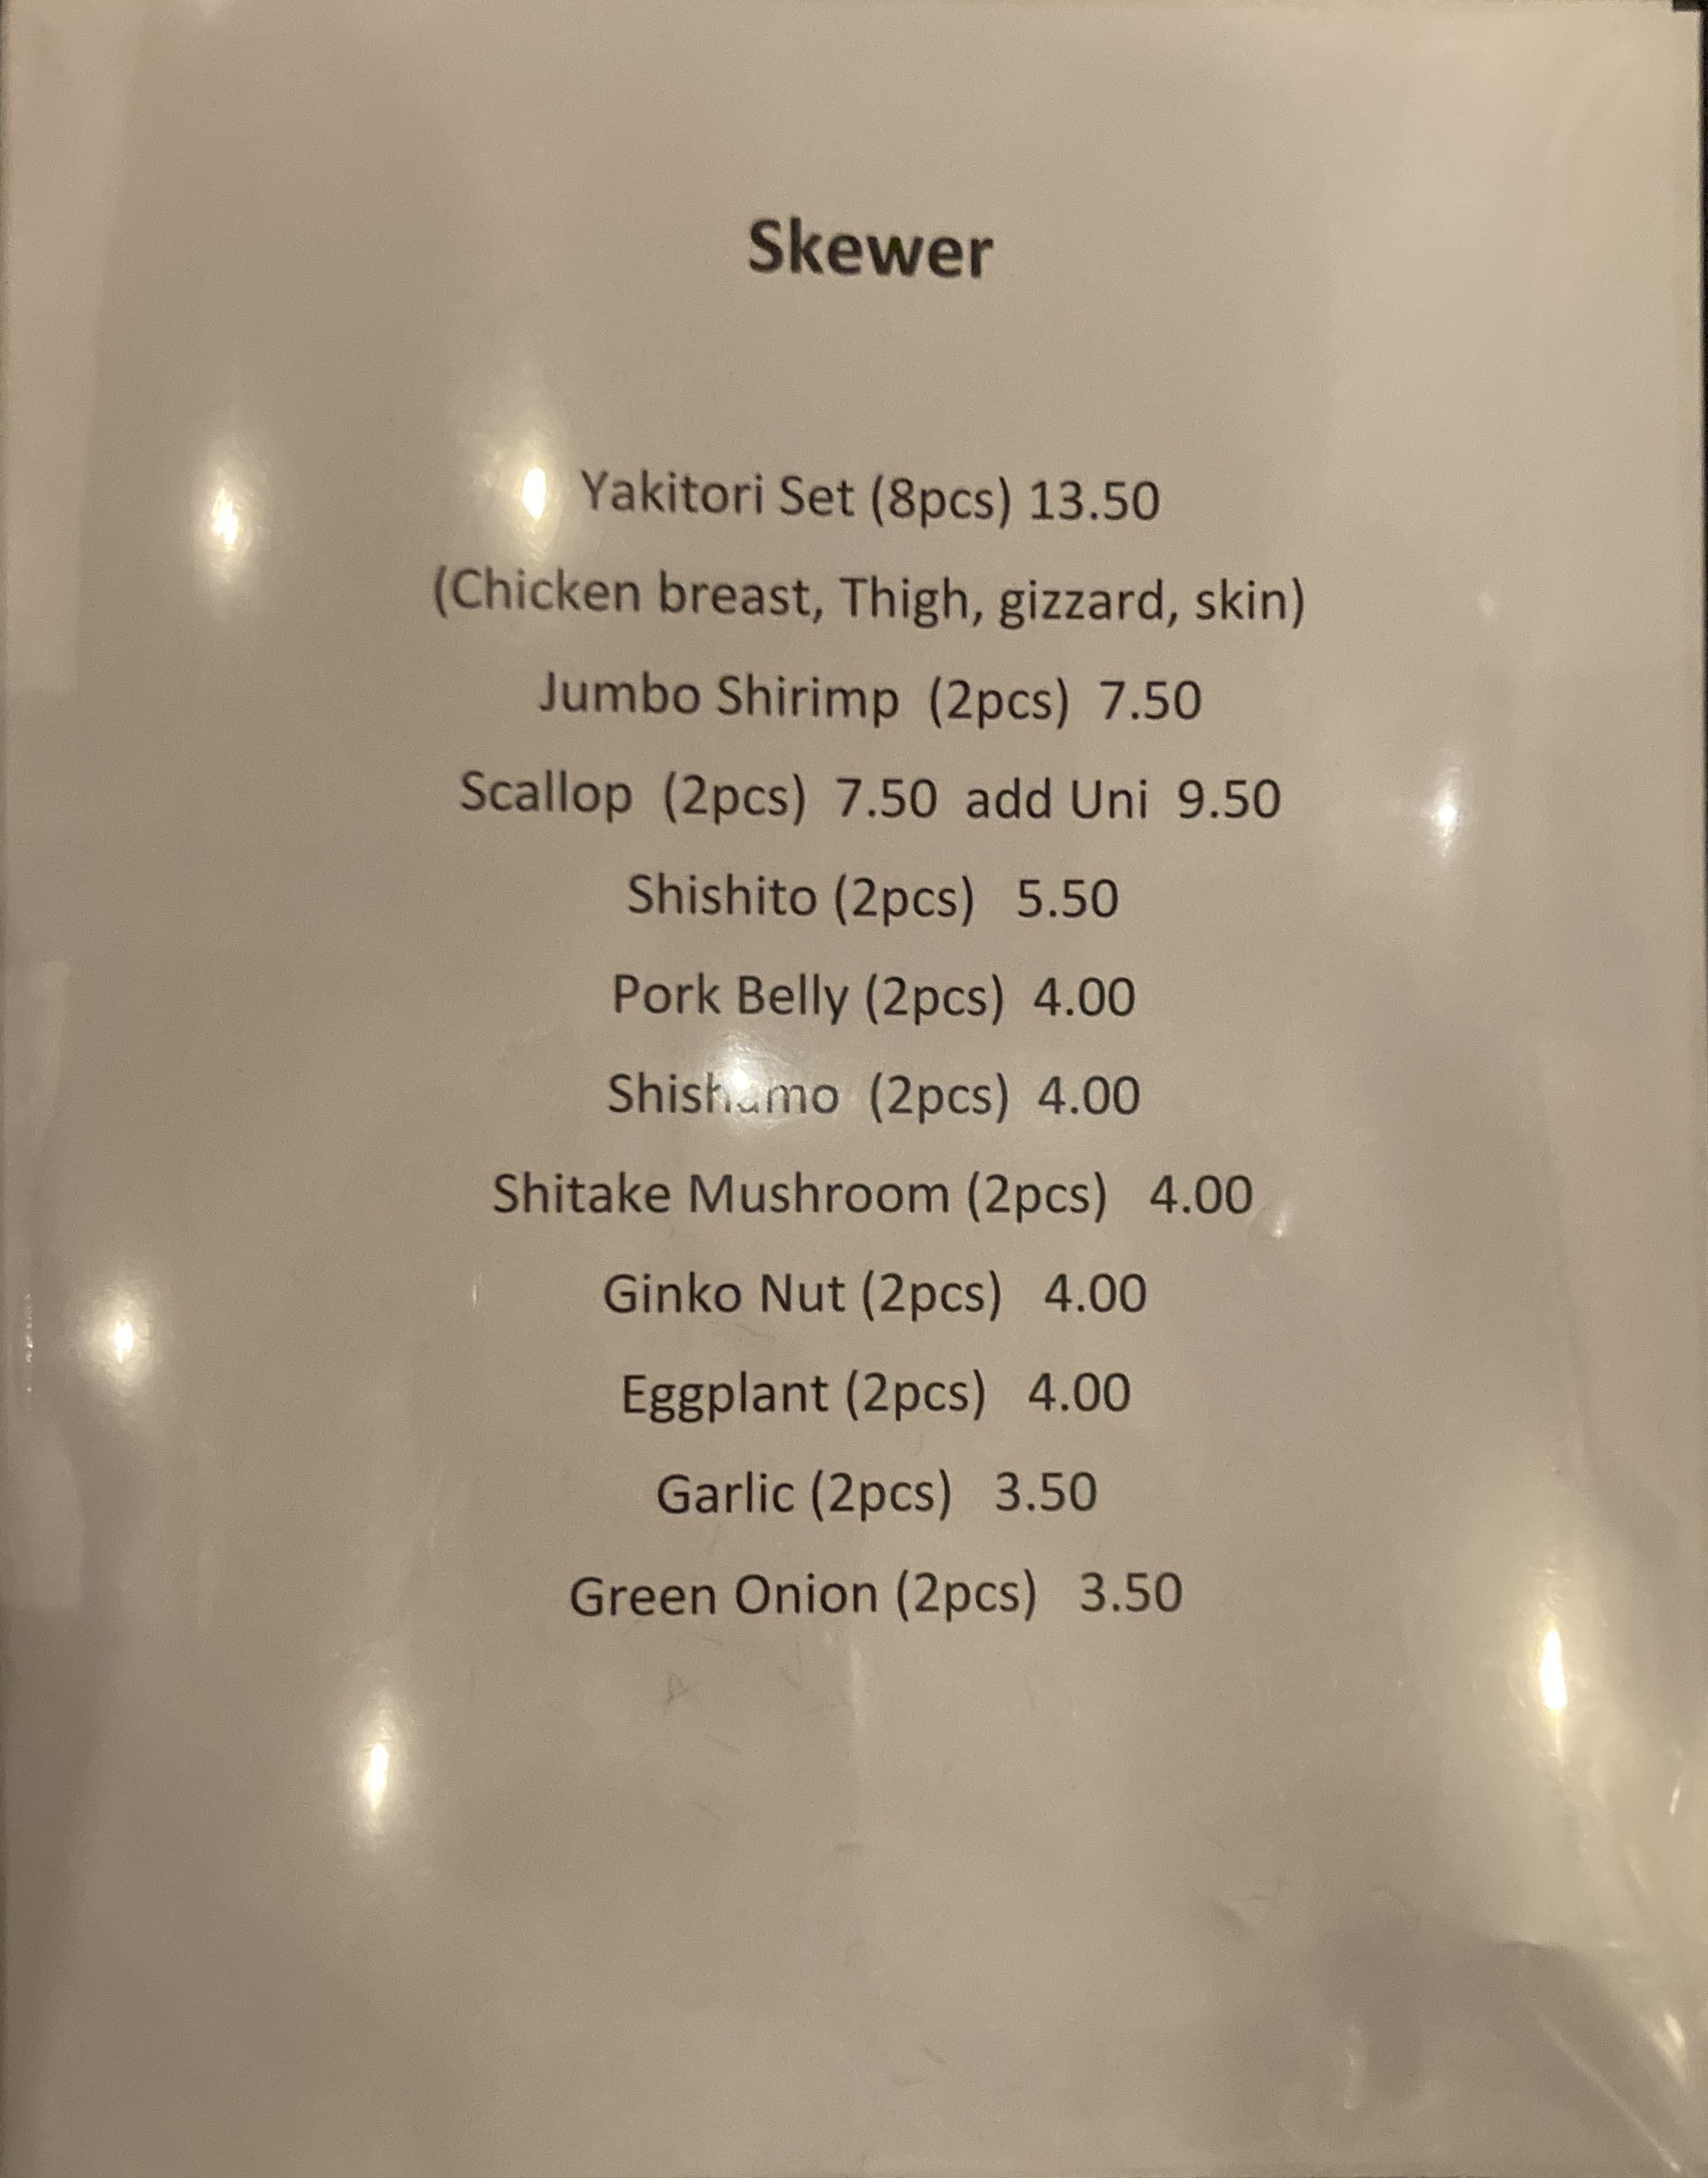 Skewer
Yakitori Set (8pcs) 13.50
(Chicken breast, Thigh, gizzard, skin)
Jumbo Shirimp (2pcs) 7.50
Scallop (2pcs) 7.50 add Uni 9.50
Shishito (2pcs) 5.50
Pork Belly (2pcs) 4.00
Shishamo (2pcs) 4.00
Shitake Mushroom (2pcs) 4.00
Ginko Nut (2pcs) 4.00
Eggplant (2pcs) 4.00
Garlic (2pcs) 3.50
Green Onion (2pcs) 3.50